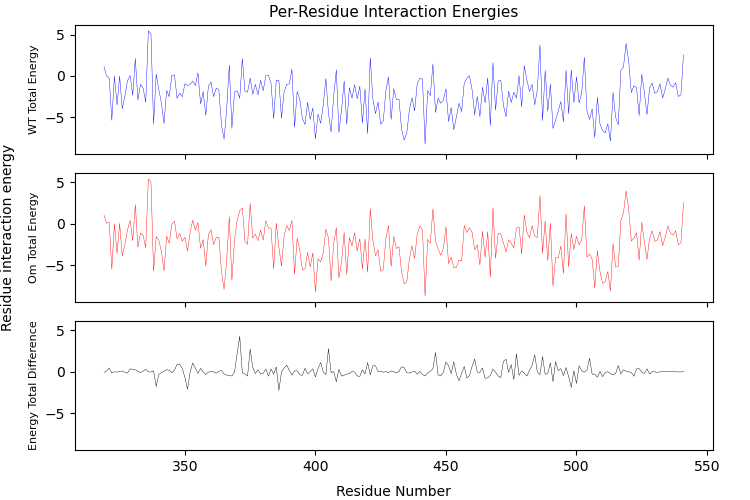 Per-Residue Interaction Energies
Residue interaction energy
WT Total Energy
5
0
−5
Om Total Energy
5
0
−5
Energy Total Difference
5
0
−5
350 400 450 500 550
Residue Number